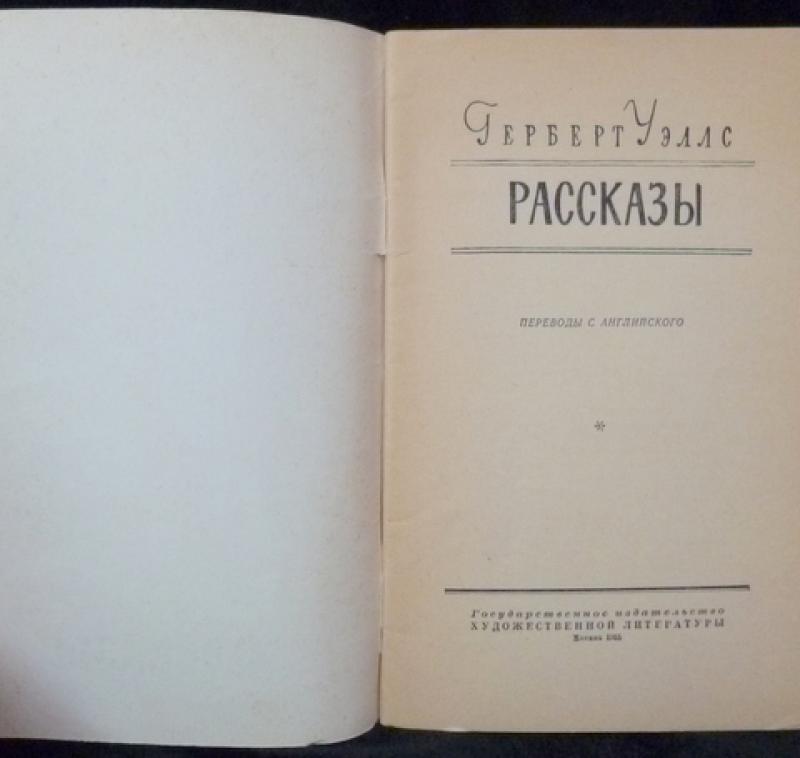 Герберт Уэллс
РАССКАЗЫ
ПЕРЕВОДЫ С АНГЛИЙСКОГО
*
Государственное издательство
ХУДОЖЕСТВЕННОЙ ЛИТЕРАТУРЫ
Москва